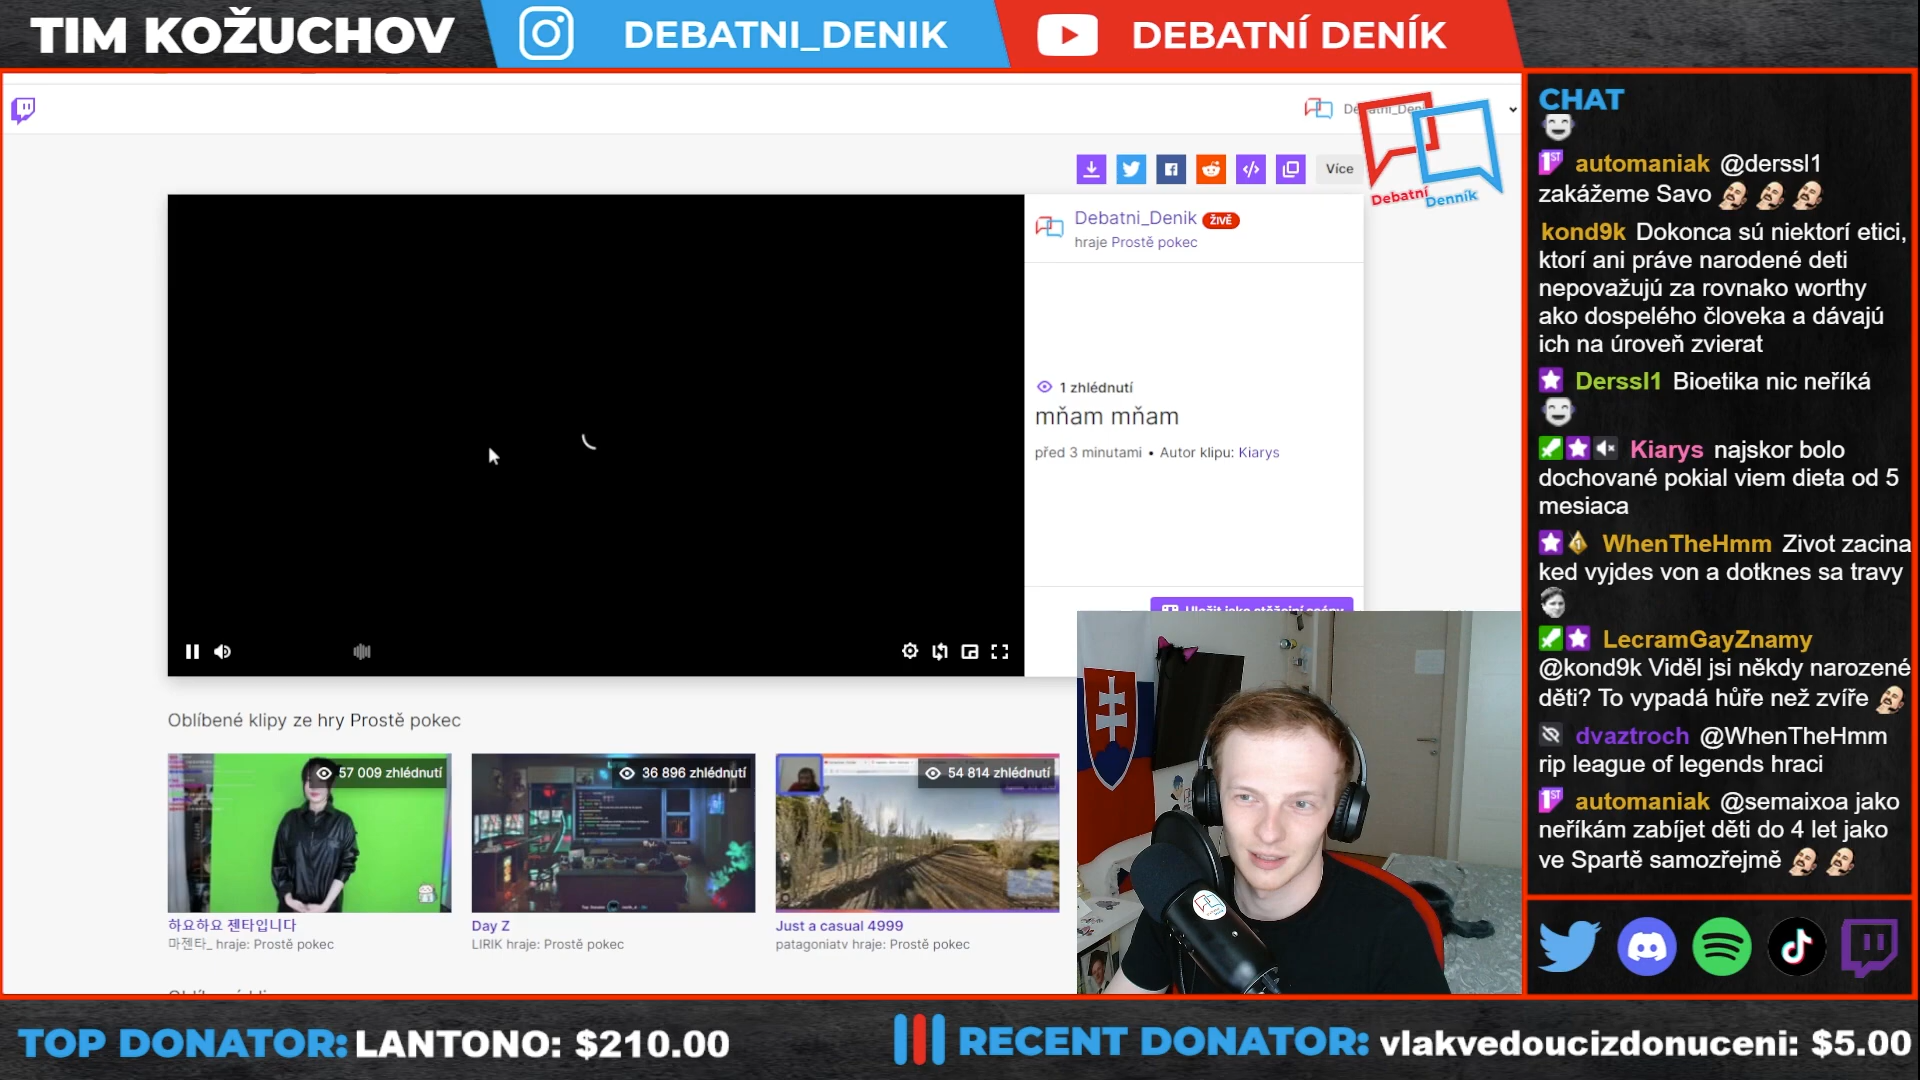 TIM KOŽUCHOV
DEBATNI_DENIK
DEBATNÍ DENÍK
Více
Debatní
Denník
Debatni_Denik ŽIVĚ
hraje Prostě pokec
1 zhlédnutí
mňam mňam
před 3 minutami • Autor klipu: Kiarys
Oblíbené klipy ze hry Prostě pokec
57 009 zhlédnutí
36 896 zhlédnutí
54 814 zhlédnutí
하요하요 젠타입니다
마젠타_ hraje: Prostě pokec
Day Z
LIRIK hraje: Prostě pokec
Just a casual 4999
patagoniatv hraje: Prostě pokec
CHAT
1ST automaniak @derssl1
zakážeme Savo
kond9k Dokonca sú niektorí etici,
ktorí ani práve narodené deti
nepovažujú za rovnako worthy
ako dospelého človeka a dávajú
ich na úroveň zvierat
Derssl1 Bioetika nic neříká
Kiarys najskor bolo
dochované pokial viem dieta od 5
mesiaca
WhenTheHmm Zivot zacina
ked vyjdes von a dotknes sa travy
LecramGayZnamy
@kond9k Viděl jsi někdy narozené
děti? To vypadá hůře než zvíře
dvaztroch @WhenTheHmm
rip league of legends hraci
1ST automaniak @semaixoa jako
neříkám zabíjet děti do 4 let jako
ve Spartě samozřejmě
TOP DONATOR: LANTONO: $210.00
RECENT DONATOR: vlakvedoucizdonuceni: $5.00